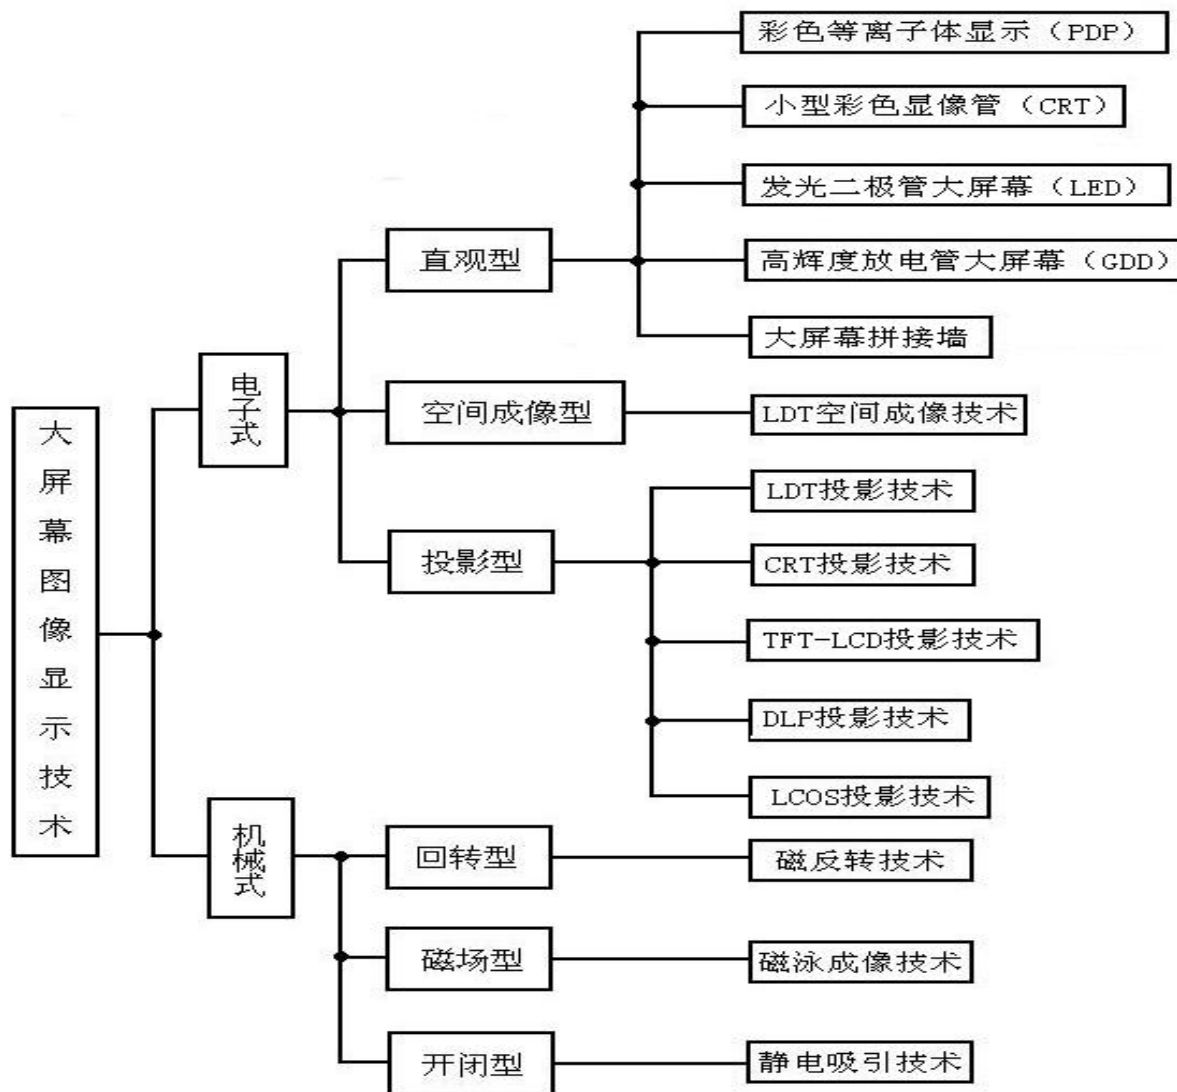 大屏幕图像显示技术
电子式
直观型
彩色等离子体显示（PDP）
小型彩色显像管（CRT）
发光二极管大屏幕（LED）
高辉度放电管大屏幕（GDD）
大屏幕拼接墙
空间成像型
LDT空间成像技术
投影型
LDT投影技术
CRT投影技术
TFT-LCD投影技术
DLP投影技术
LCOS投影技术
机械式
回转型
磁反转技术
磁场型
磁泳成像技术
开闭型
静电吸引技术